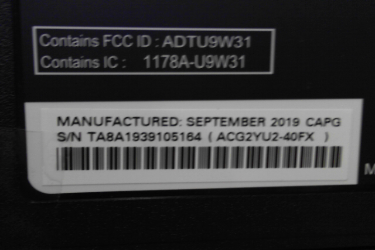 Contains FCC ID : ADTU9W31
Contains IC : 1178A-U9W31
MANUFACTURED: SEPTEMBER 2019 CAPG
S/N TA8A1939105164 ( ACG2YU2-40FX )
M